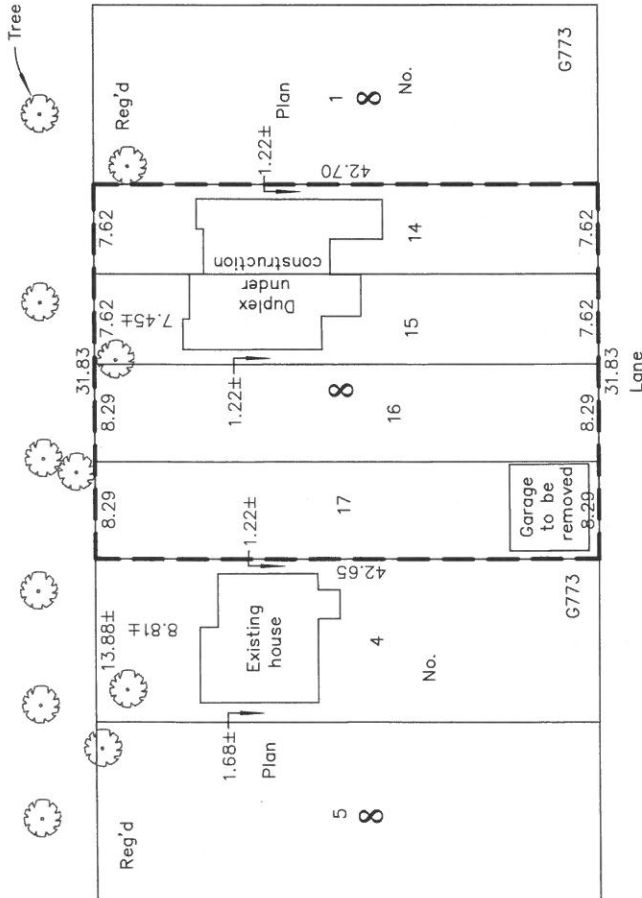 Tree
Reg'd
Plan
1
8
No.
G773
1.22±
42.70
7.62
7.62
14
Duplex
under
construction
7.45±
7.62
7.62
15
31.83
31.83
Lane
1.22±
8
8.29
16
8.29
17
8.29
Garage
to be
removed
8.29
1.22±
42.65
13.88±
8.81±
Existing
house
4
No.
G773
1.68±
Plan
Reg'd
5
8